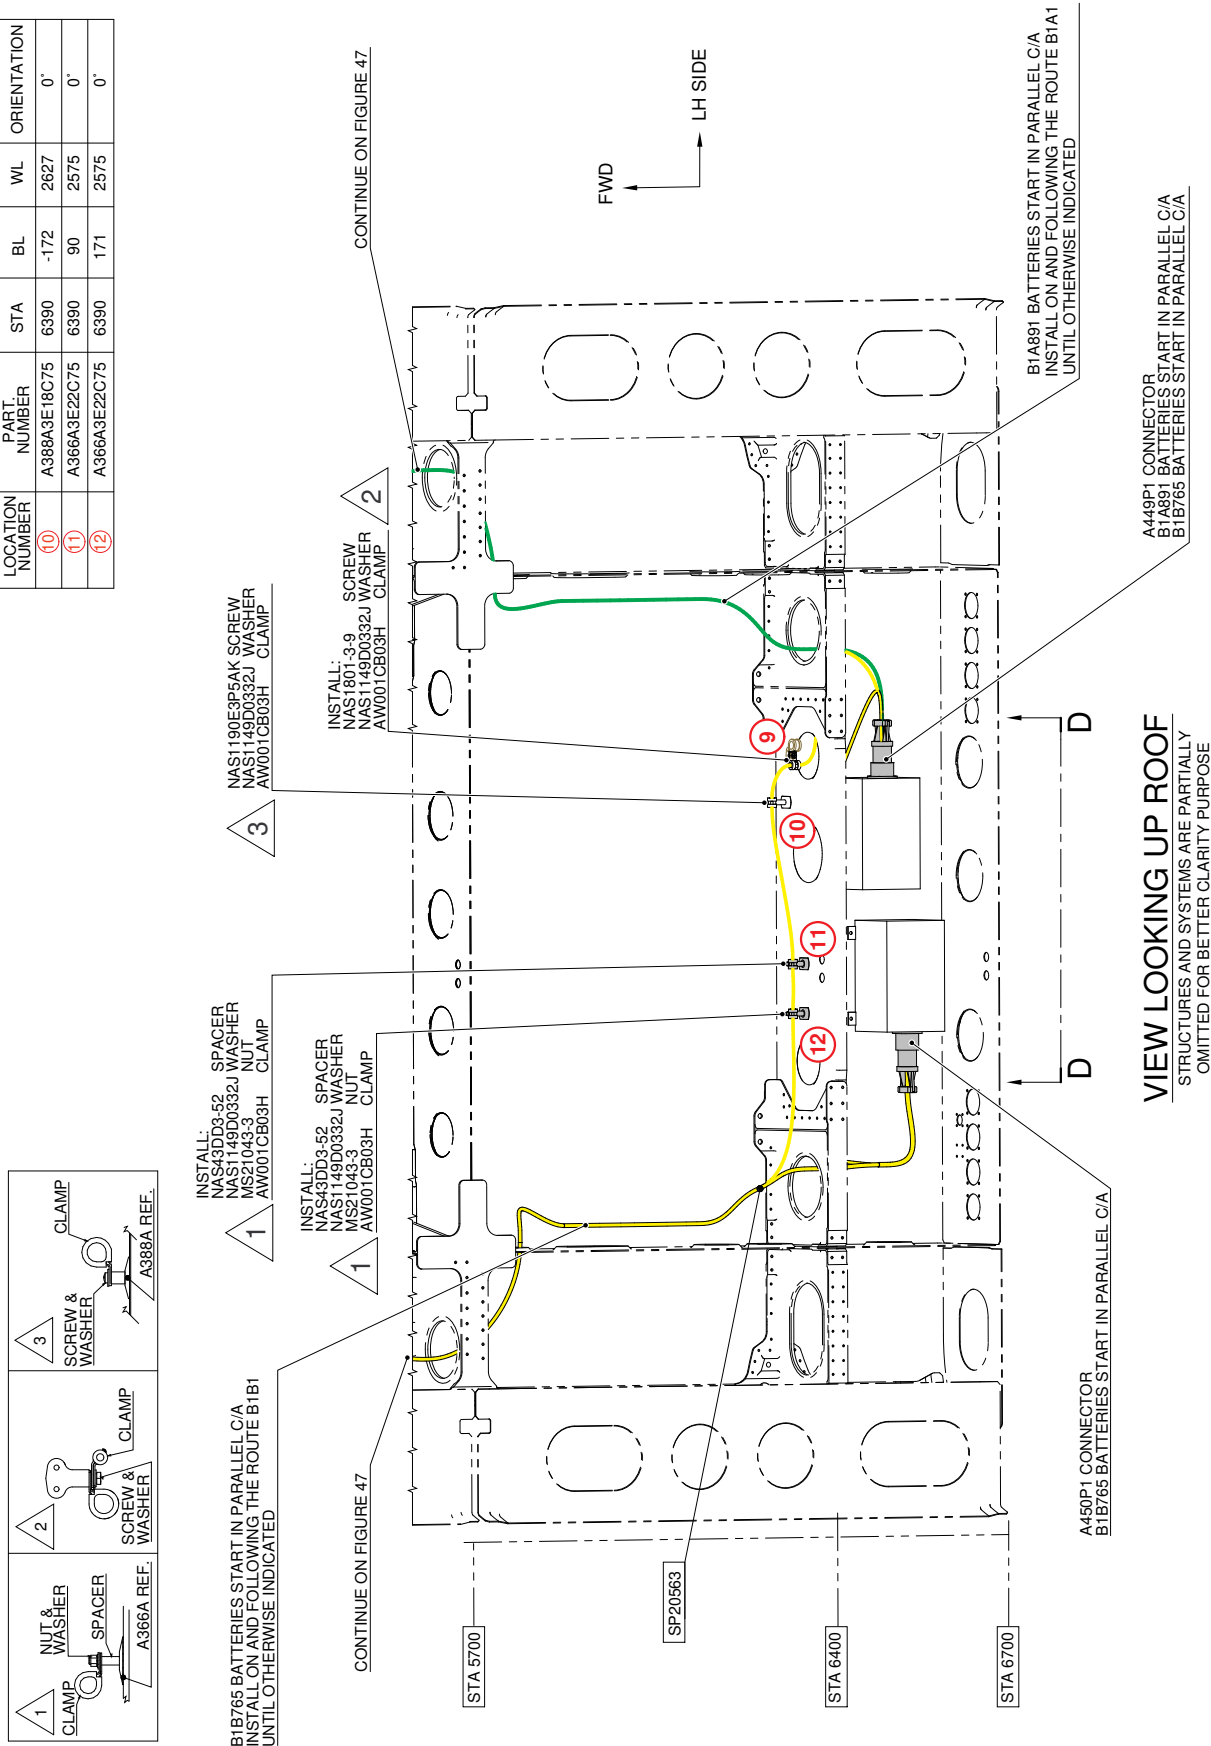 LOCATION NUMBER PART. NUMBER STA BL WL ORIENTATION
10 A388A3E18C75 6390 -172 2627 0°
11 A366A3E22C75 6390 90 2575 0°
12 A366A3E22C75 6390 171 2575 0°
1
CLAMP
NUT &
WASHER
SPACER
A366A REF.
2
CLAMP
SCREW &
WASHER
3
CLAMP
SCREW &
WASHER
A388A REF.
B1B765 BATTERIES START IN PARALLEL C/A
INSTALL ON AND FOLLOWING THE ROUTE B1B1
UNTIL OTHERWISE INDICATED
CONTINUE ON FIGURE 47
1
INSTALL:
NAS43DD3-52 SPACER
NAS1149D0332J WASHER
MS21043-3 NUT
AW001CB03H CLAMP
1
INSTALL:
NAS43DD3-52 SPACER
NAS1149D0332J WASHER
MS21043-3 NUT
AW001CB03H CLAMP
3
NAS1190E3P5AK SCREW
NAS1149D0332J WASHER
AW001CB03H CLAMP
2
INSTALL:
NAS1801-3-9 SCREW
NAS1149D0332J WASHER
AW001CB03H CLAMP
CONTINUE ON FIGURE 47
FWD
LH SIDE
STA 5700
SP20563
STA 6400
STA 6700
12
11
10
9
B1A891 BATTERIES START IN PARALLEL C/A
INSTALL ON AND FOLLOWING THE ROUTE B1A1
UNTIL OTHERWISE INDICATED
A449P1 CONNECTOR
B1A891 BATTERIES START IN PARALLEL C/A
B1B765 BATTERIES START IN PARALLEL C/A
A450P1 CONNECTOR
B1B765 BATTERIES START IN PARALLEL C/A
D
D
VIEW LOOKING UP ROOF
STRUCTURES AND SYSTEMS ARE PARTIALLY
OMITTED FOR BETTER CLARITY PURPOSE